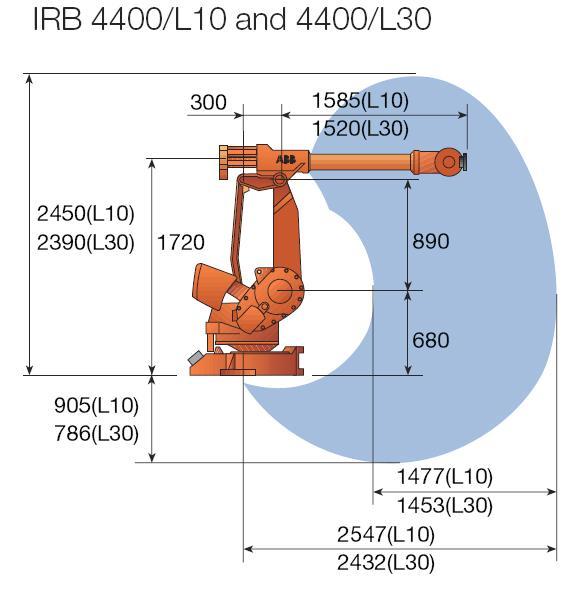 IRB 4400/L10 and 4400/L30
300
1585(L10)
1520(L30)
ABB
2450(L10)
2390(L30)
1720
890
680
905(L10)
786(L30)
1477(L10)
1453(L30)
2547(L10)
2432(L30)